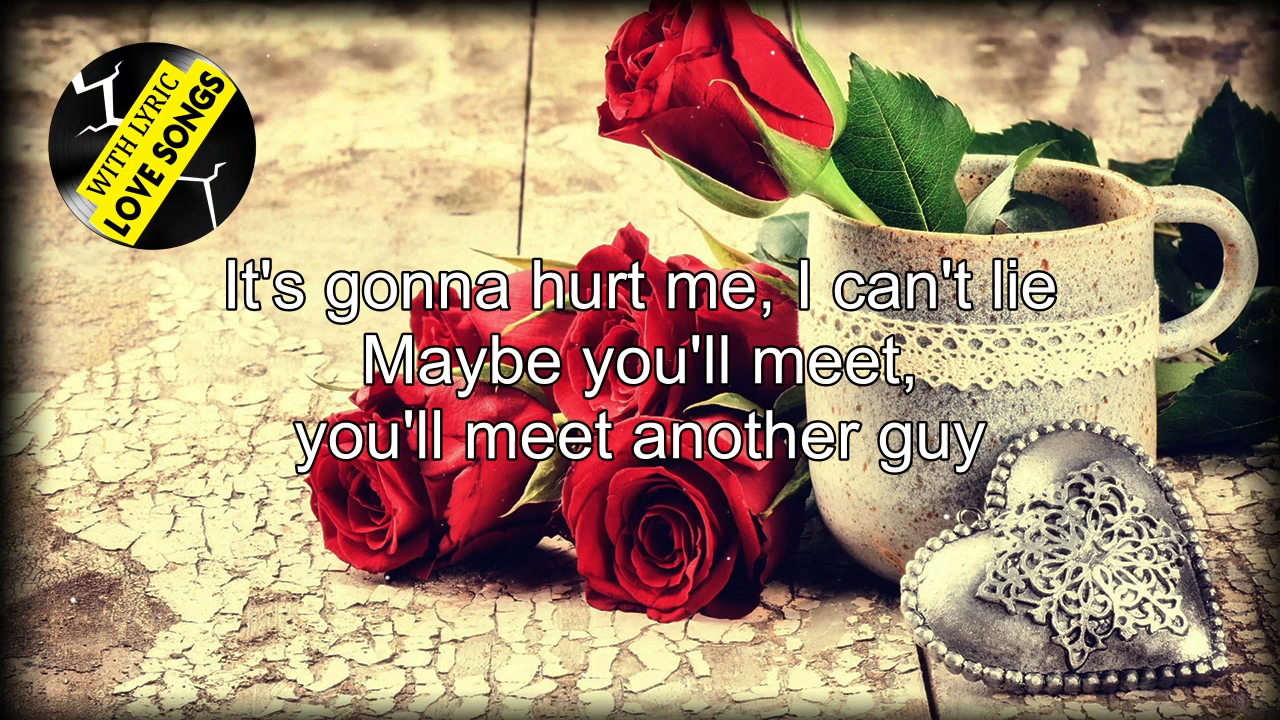 WITH LYRIC
LOVE SONGS
It's gonna hurt me, I can't lie
Maybe you'll meet,
you'll meet another guy